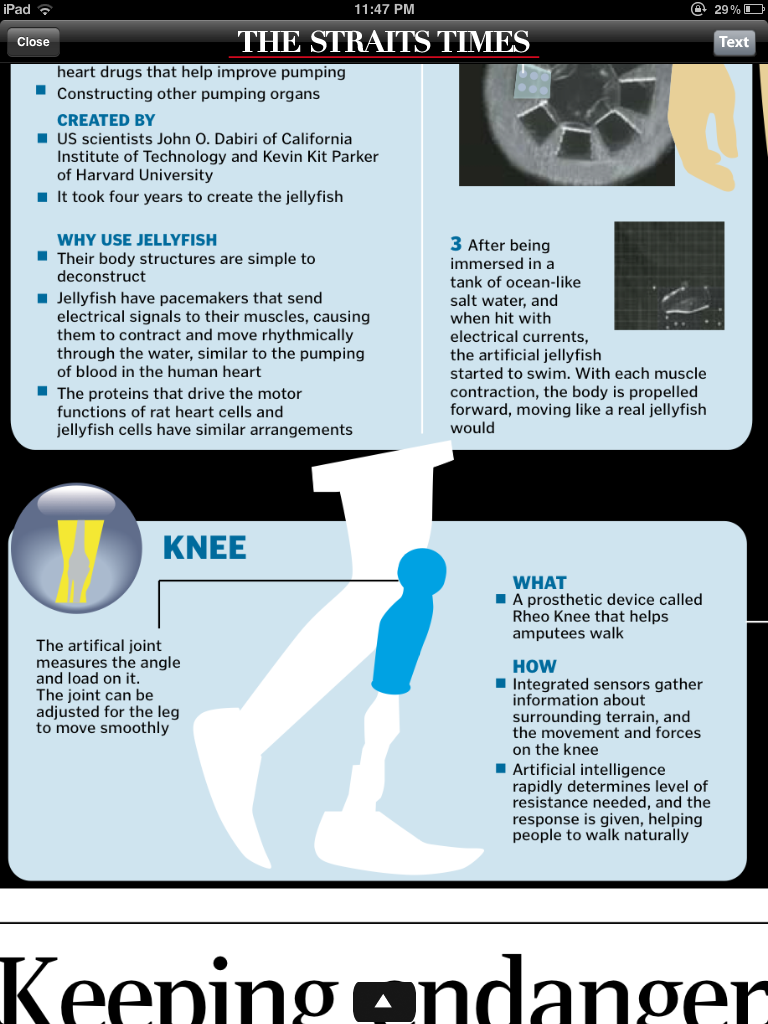 iPad 11:47 PM 29%
Close THE STRAITS TIMES Text
heart drugs that help improve pumping
Constructing other pumping organs
CREATED BY
US scientists John O. Dabiri of California
Institute of Technology and Kevin Kit Parker
of Harvard University
It took four years to create the jellyfish
WHY USE JELLYFISH
Their body structures are simple to
deconstruct
Jellyfish have pacemakers that send
electrical signals to their muscles, causing
them to contract and move rhythmically
through the water, similar to the pumping
of blood in the human heart
The proteins that drive the motor
functions of rat heart cells and
jellyfish cells have similar arrangements
3 After being
immersed in a
tank of ocean-like
salt water, and
when hit with
electrical currents,
the artificial jellyfish
started to swim. With each muscle
contraction, the body is propelled
forward, moving like a real jellyfish
would
KNEE
The artifical joint
measures the angle
and load on it.
The joint can be
adjusted for the leg
to move smoothly
WHAT
A prosthetic device called
Rheo Knee that helps
amputees walk
HOW
Integrated sensors gather
information about
surrounding terrain, and
the movement and forces
on the knee
Artificial intelligence
rapidly determines level of
resistance needed, and the
response is given, helping
people to walk naturally
Keeping